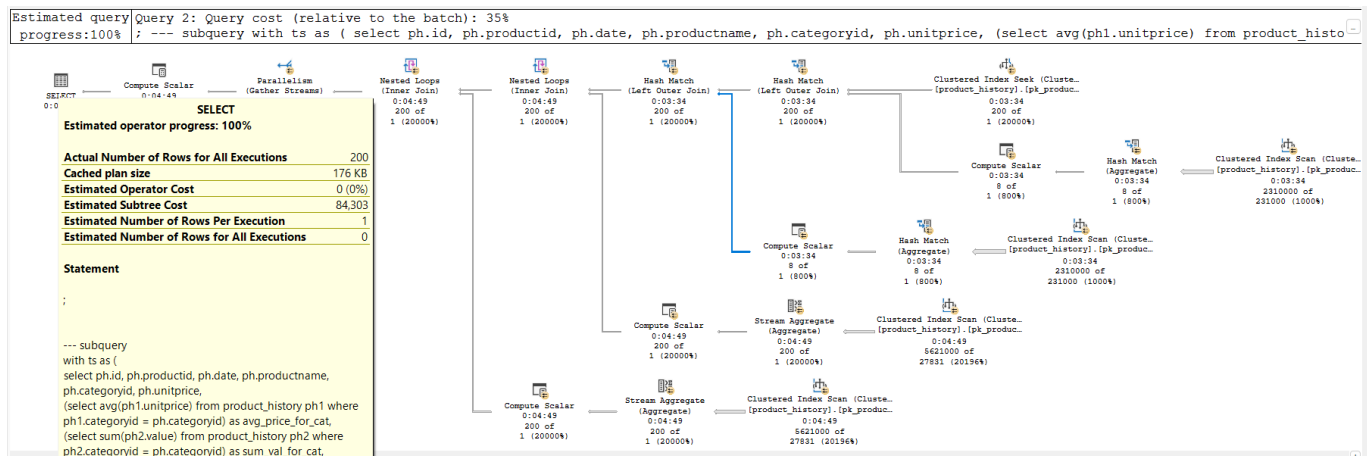 Estimated query
progress:100%
Query 2: Query cost (relative to the batch): 35%
; --- subquery with ts as ( select ph.id, ph.productid, ph.date, ph.productname, ph.categoryid, ph.unitprice, (select avg(ph1.unitprice) from product_histo
SELECT
0:0
Compute Scalar
0:04:49
Parallelism
(Gather Streams)
Nested Loops
(Inner Join)
0:04:49
200 of
1 (20000%)
Nested Loops
(Inner Join)
0:04:49
200 of
1 (20000%)
Hash Match
(Left Outer Join)
0:03:34
200 of
1 (20000%)
Hash Match
(Left Outer Join)
0:03:34
200 of
1 (20000%)
Clustered Index Seek (Cluste…
[product_history].[pk_produc…
0:03:34
200 of
1 (20000%)
Compute Scalar
0:03:34
8 of
1 (800%)
Hash Match
(Aggregate)
0:03:34
8 of
1 (800%)
Clustered Index Scan (Cluste…
[product_history].[pk_produc…
0:03:34
2310000 of
231000 (1000%)
Compute Scalar
0:03:34
8 of
1 (800%)
Hash Match
(Aggregate)
0:03:34
8 of
1 (800%)
Clustered Index Scan (Cluste…
[product_history].[pk_produc…
0:03:34
2310000 of
231000 (1000%)
Compute Scalar
0:04:49
200 of
1 (20000%)
Stream Aggregate
(Aggregate)
0:04:49
200 of
1 (20000%)
Clustered Index Scan (Cluste…
[product_history].[pk_produc…
0:04:49
5621000 of
27831 (20196%)
Compute Scalar
0:04:49
200 of
1 (20000%)
Stream Aggregate
(Aggregate)
0:04:49
200 of
1 (20000%)
Clustered Index Scan (Cluste…
[product_history].[pk_produc…
0:04:49
5621000 of
27831 (20196%)
SELECT
Estimated operator progress: 100%
Actual Number of Rows for All Executions 200
Cached plan size 176 KB
Estimated Operator Cost 0 (0%)
Estimated Subtree Cost 84,303
Estimated Number of Rows Per Execution 1
Estimated Number of Rows for All Executions 0
Statement
;
--- subquery
with ts as (
select ph.id, ph.productid, ph.date, ph.productname,
ph.categoryid, ph.unitprice,
(select avg(ph1.unitprice) from product_history ph1 where
ph1.categoryid = ph.categoryid) as avg_price_for_cat,
(select sum(ph2.value) from product_history ph2 where
ph2.categoryid = ph.categoryid) as sum_val_for_cat,